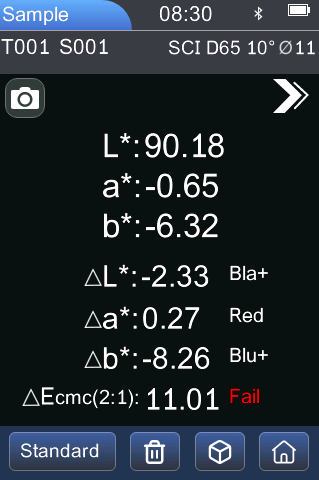 Sample 08:30
T001 S001 SCI D65 10° Ø11
L*: 90.18
a*: -0.65
b*: -6.32
△L*: -2.33 Bla+
△a*: 0.27 Red
△b*: -8.26 Blu+
△Ecmc(2:1): 11.01 Fail
Standard